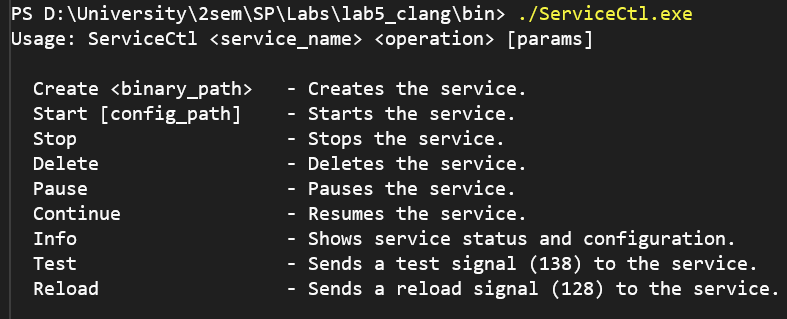 PS D:\University\2sem\SP\Labs\lab5_clang\bin> ./ServiceCtl.exe
Usage: ServiceCtl <service_name> <operation> [params]
Create <binary_path> - Creates the service.
Start [config_path] - Starts the service.
Stop - Stops the service.
Delete - Deletes the service.
Pause - Pauses the service.
Continue - Resumes the service.
Info - Shows service status and configuration.
Test - Sends a test signal (138) to the service.
Reload - Sends a reload signal (128) to the service.